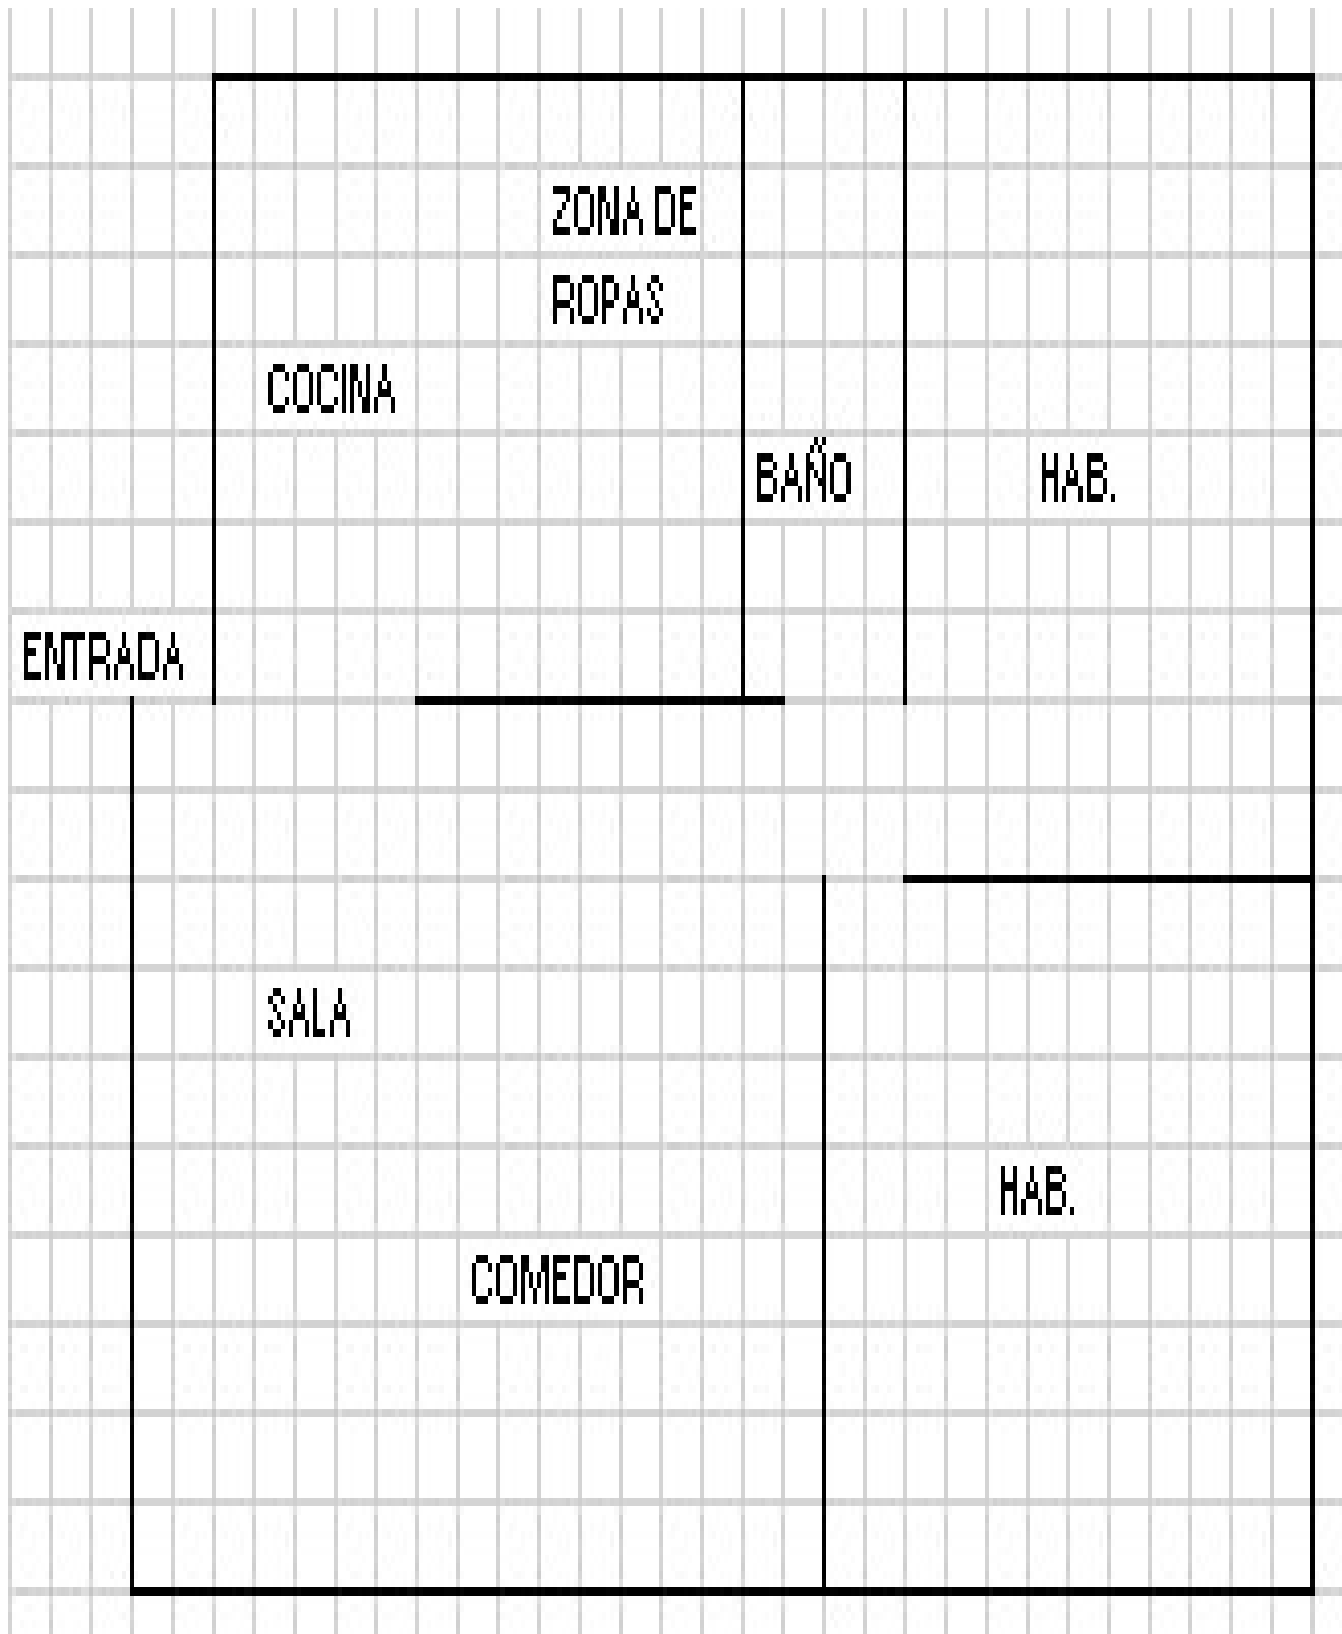 ZONA DE
ROPAS
COCINA
BAÑO
HAB.
ENTRADA
SALA
HAB.
COMEDOR